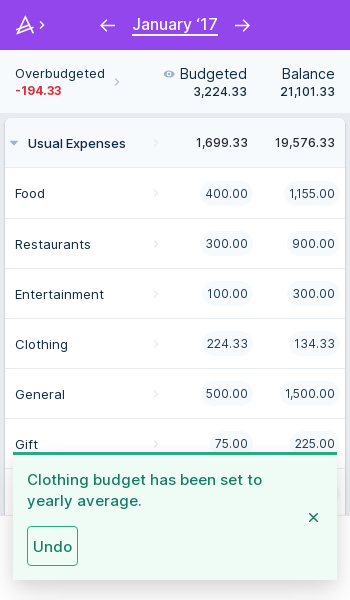 January ‘17
Overbudgeted
-194.33
Budgeted
3,224.33
Balance
21,101.33
Usual Expenses 1,699.33 19,576.33
Food 400.00 1,155.00
Restaurants 300.00 900.00
Entertainment 100.00 300.00
Clothing 224.33 134.33
General 500.00 1,500.00
Gift 75.00 225.00
Clothing budget has been set to
yearly average.
Undo